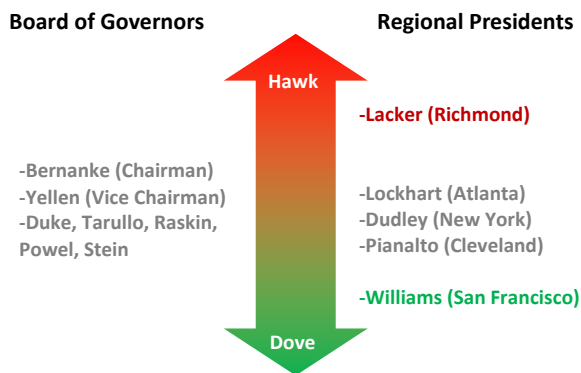 Board of Governors
Regional Presidents
Hawk
-Lacker (Richmond)
-Bernanke (Chairman)
-Yellen (Vice Chairman)
-Duke, Tarullo, Raskin,
Powel, Stein
-Lockhart (Atlanta)
-Dudley (New York)
-Pianalto (Cleveland)
-Williams (San Francisco)
Dove